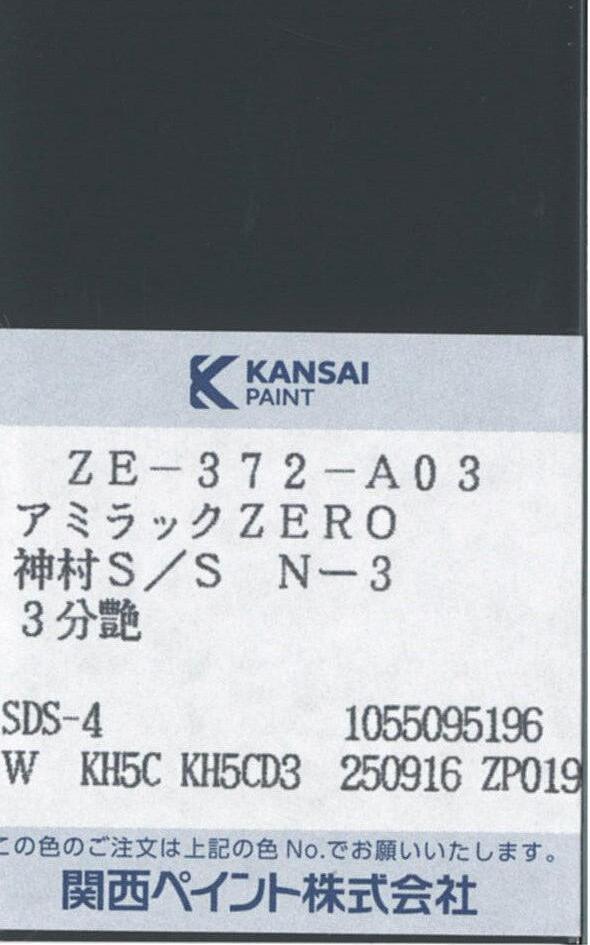 KANSAI
PAINT
ZE-372-A03
アミラックZERO
神村S/S N-3
3分艶
SDS-4 1055095196
W KH5C KH5CD3 250916 ZP019
この色のご注文は上記の色No.でお願いいたします。
関西ペイント株式会社